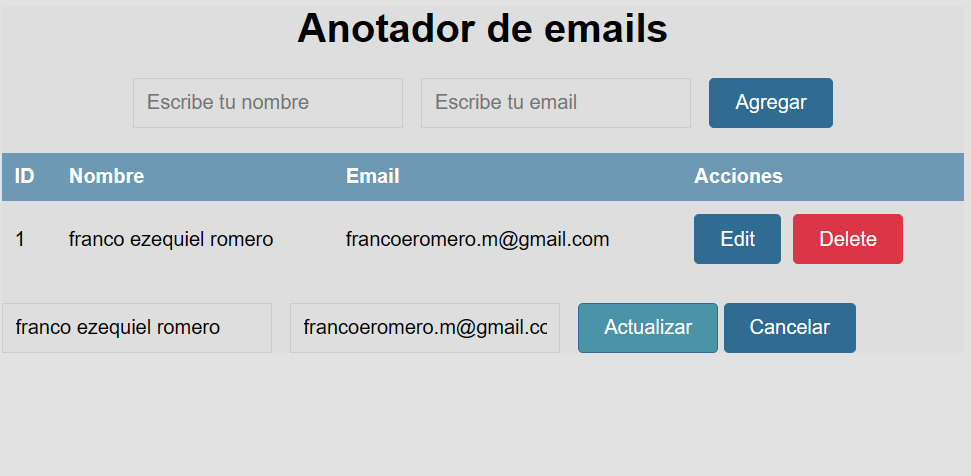 Anotador de emails
Escribe tu nombre Escribe tu email Agregar
ID Nombre Email Acciones
1 franco ezequiel romero francoeromero.m@gmail.com Edit Delete
franco ezequiel romero francoeromero.m@gmail.cc Actualizar Cancelar